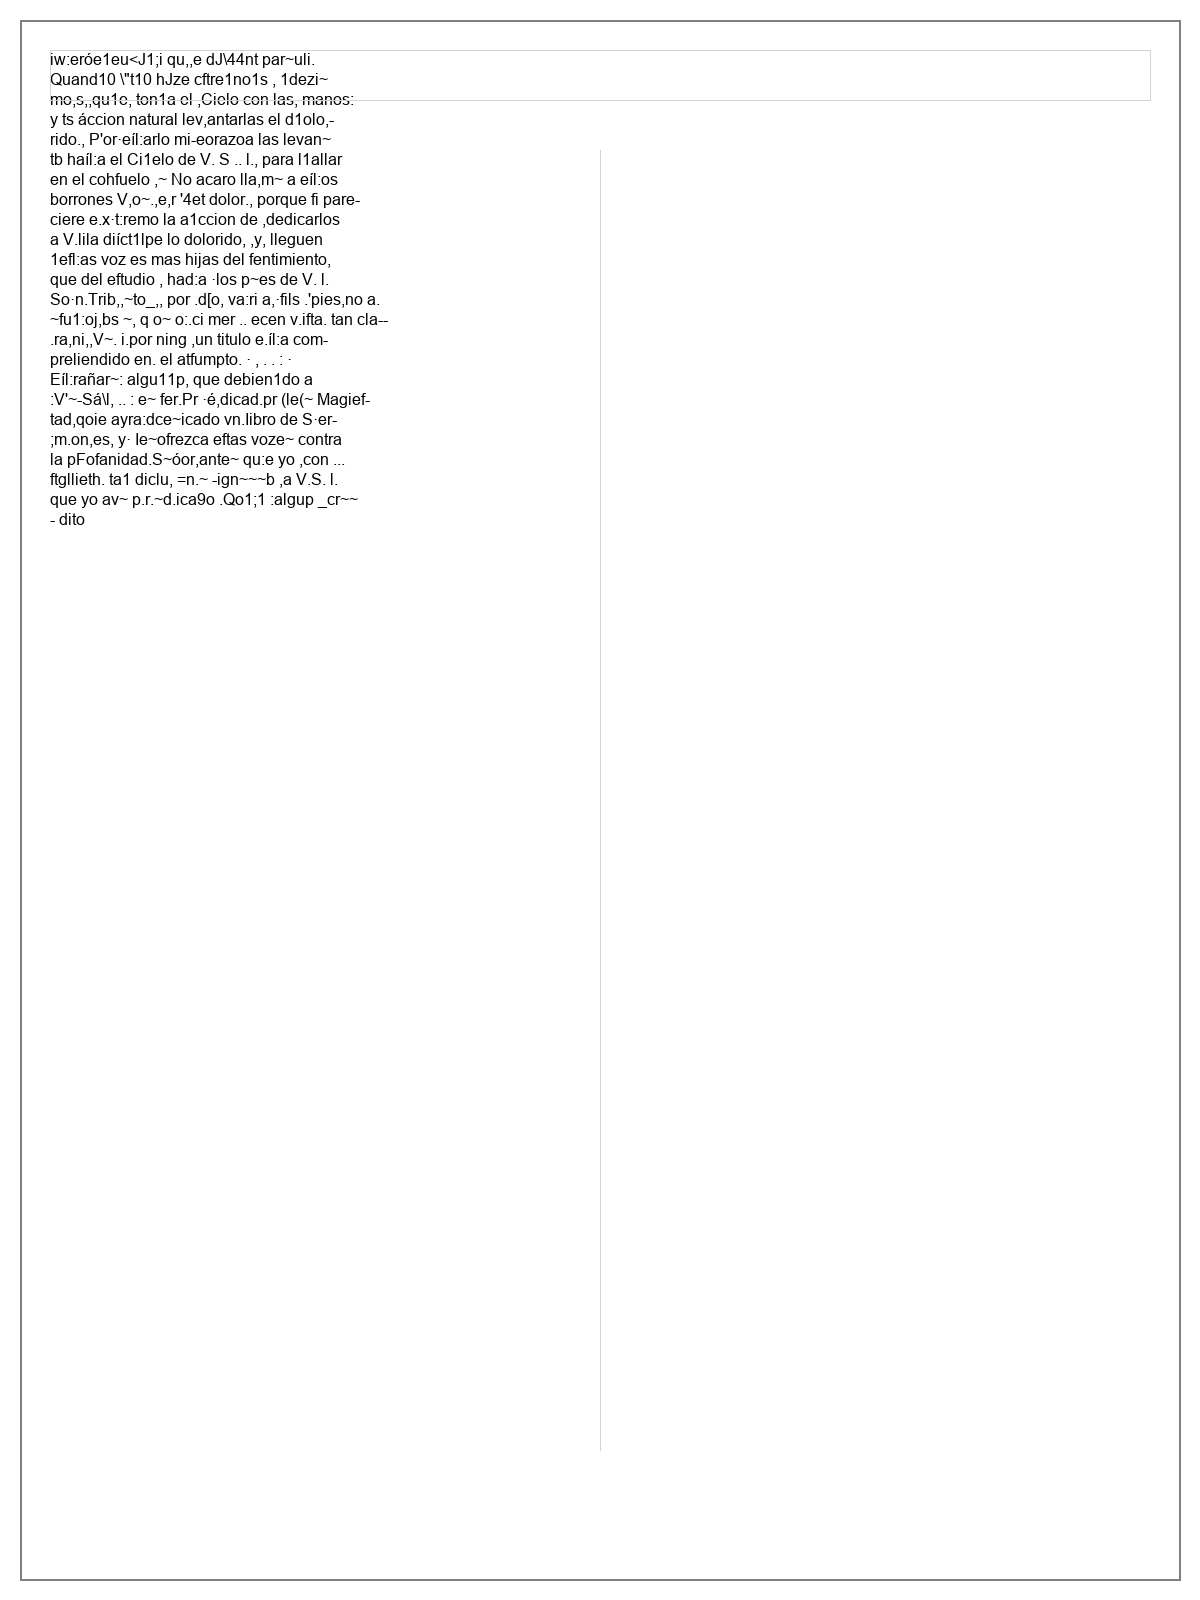 iw:eróe1eu<J1;i qu,,e dJ\44nt par~uli.
Quand10 \"t10 hJze cftre1no1s , 1dezi~
mo,s,,qu1e, ton1a el ,Cielo con las, manos:
y ts áccion natural lev,antarlas el d1olo,-
rido., P'or·eíl:arlo mi-eorazoa las levan~
tb haíl:a el Ci1elo de V. S .. l., para l1allar
en el cohfuelo ,~ No acaro lla,m~ a eíl:os
borrones V,o~.,e,r '4et dolor., porque fi pare-
ciere e.x·t:remo la a1ccion de ,dedicarlos
a V.lila diíct1lpe lo dolorido, ,y, lleguen
1efl:as voz es mas hijas del fentimiento,
que del eftudio , had:a ·los p~es de V. l.
So·n.Trib,,~to_,, por .d[o, va:ri a,·fils .'pies,no a.
~fu1:oj,bs ~, q o~ o:.ci mer .. ecen v.ifta. tan cla--
.ra,ni,,V~. i.por ning ,un titulo e.íl:a com-
preliendido en. el atfumpto. · , . . : ·
Eíl:rañar~: algu11p, que debien1do a
:V'~-Sá\l, .. : e~ fer.Pr ·é,dicad.pr (le(~ Magief-
tad,qoie ayra:dce~icado vn.libro de S·er-
;m.on,es, y· Ie~ofrezca eftas voze~ contra
la pFofanidad.S~óor,ante~ qu:e yo ,con ...
ftgllieth. ta1 diclu, =n.~ -ign~~~b ,a V.S. l.
que yo av~ p.r.~d.ica9o .Qo1;1 :algup _cr~~
- dito